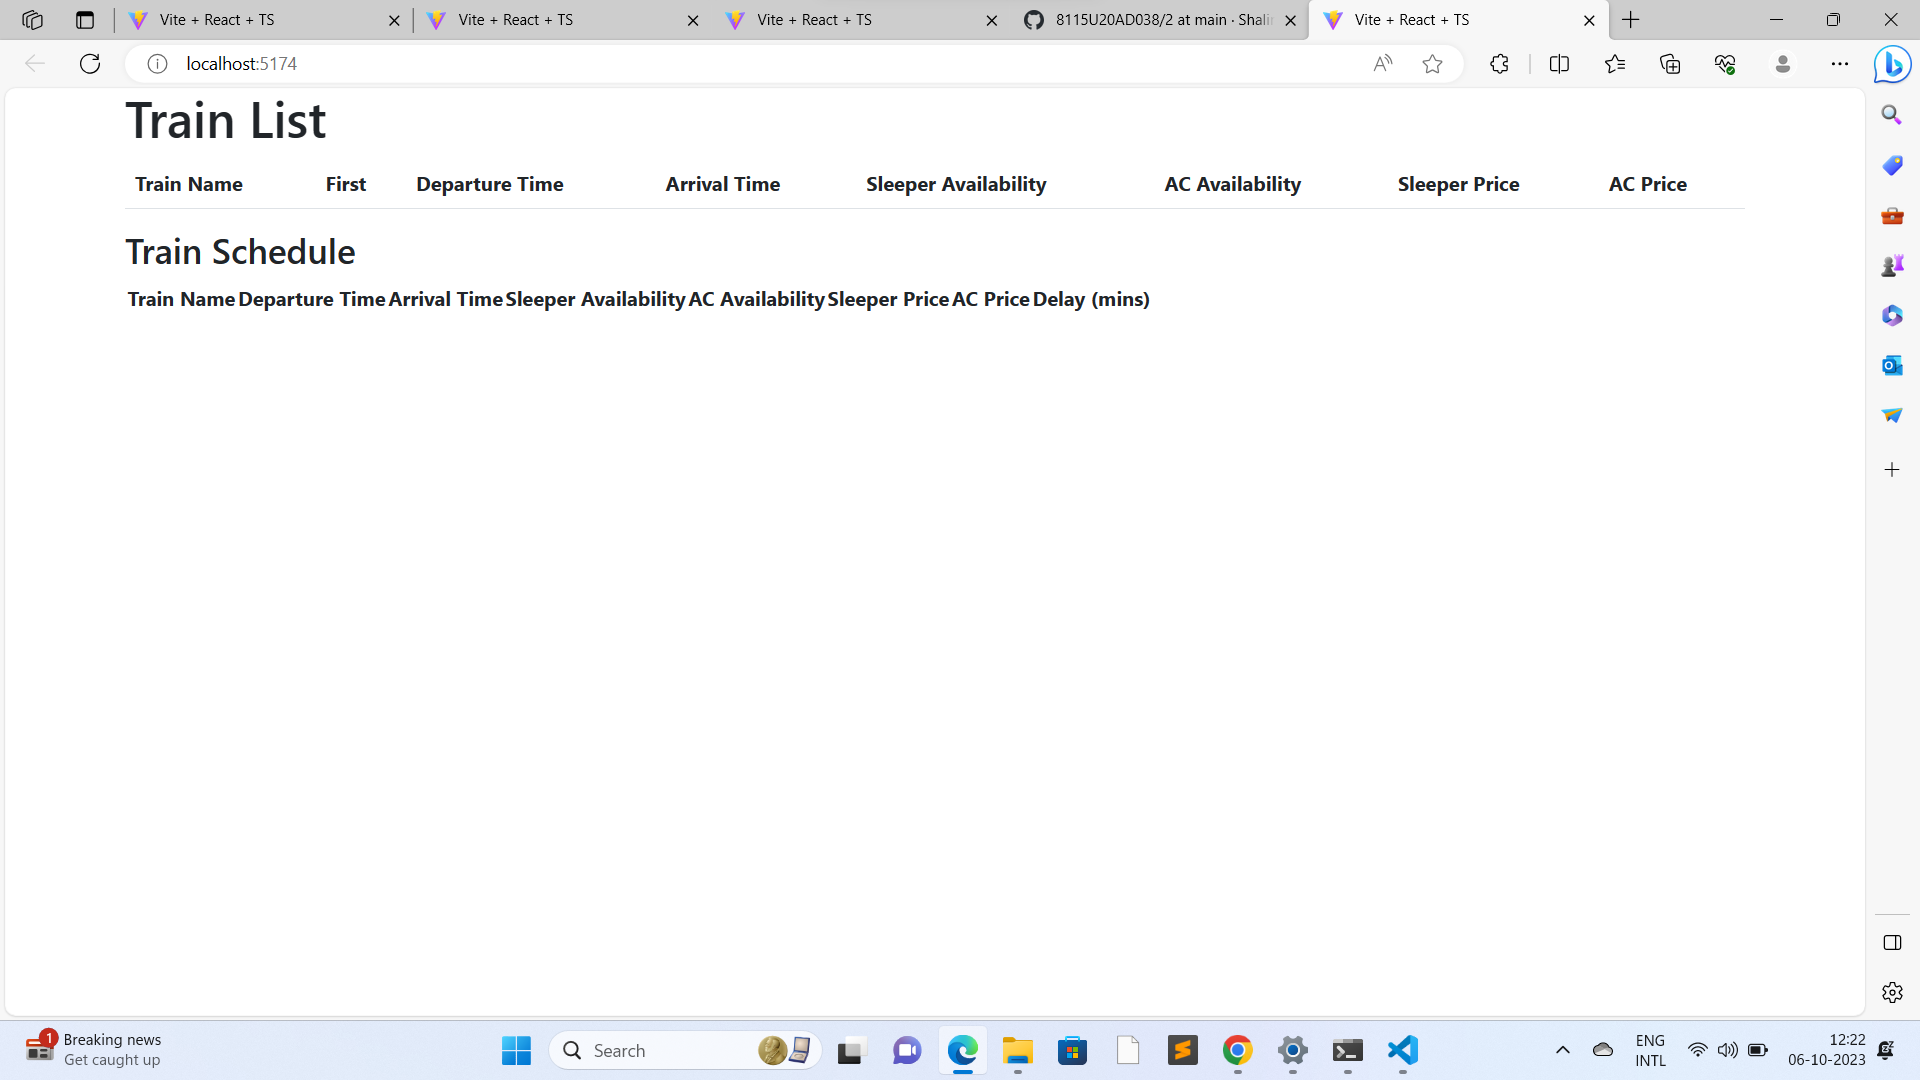 Vite + React + TS
Vite + React + TS
Vite + React + TS
8115U20AD038/2 at main · Shalin
Vite + React + TS
localhost:5174
Train List
Train Name First Departure Time Arrival Time Sleeper Availability AC Availability Sleeper Price AC Price
Train Schedule
Train Name Departure Time Arrival Time Sleeper Availability AC Availability Sleeper Price AC Price Delay (mins)
1
Breaking news
Get caught up
Search
ENG
INTL
12:22
06-10-2023